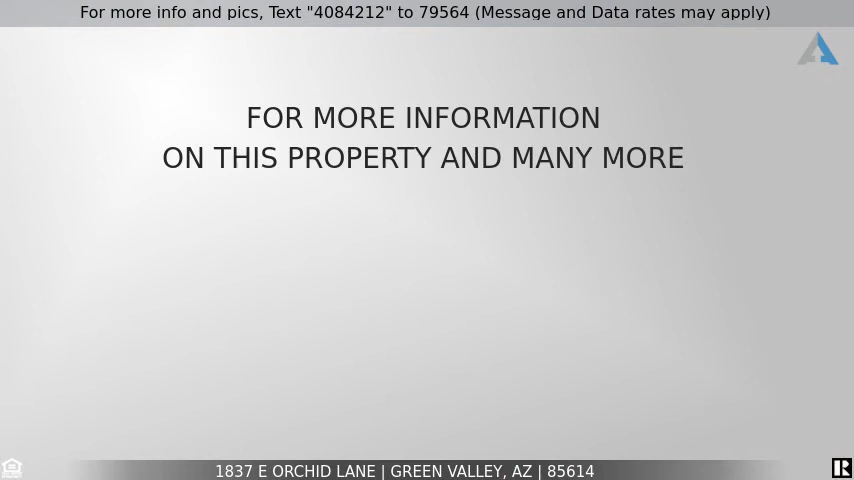 For more info and pics, Text "4084212" to 79564 (Message and Data rates may apply)
FOR MORE INFORMATION
ON THIS PROPERTY AND MANY MORE
1837 E ORCHID LANE | GREEN VALLEY, AZ | 85614